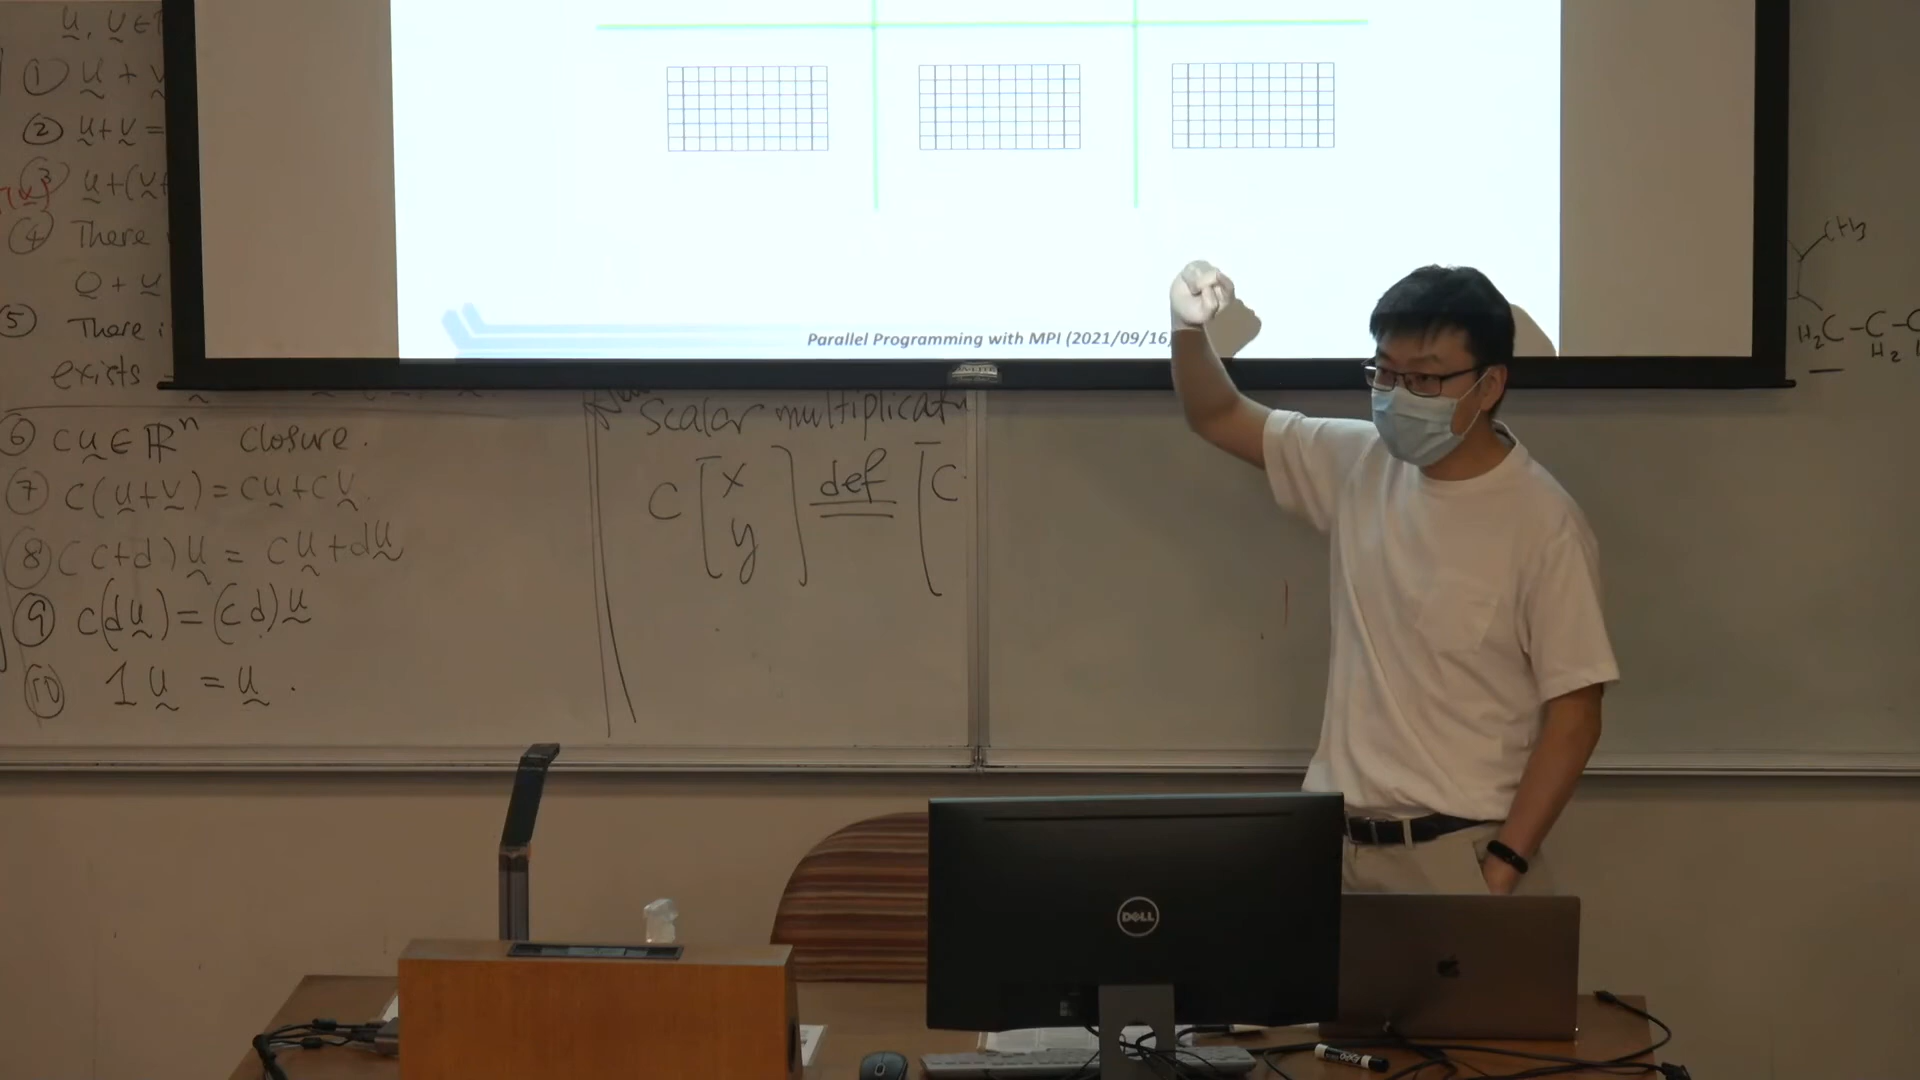 u, v ∈
① u + v
② u + v =
③ u + (v +
④ There
0 + u
⑤ There i
exists
⑥ cu ∈ ℝⁿ closure.
⑦ c(u+v) = cu + cv.
⑧ (c+d)u = cu + du
⑨ c(du) = (cd)u
⑩ 1u = u.
Parallel Programming with MPI (2021/09/16)
Scalar multiplicati
c [x y] def [c
CH₃
H₂C-C-C
H₂
DELL